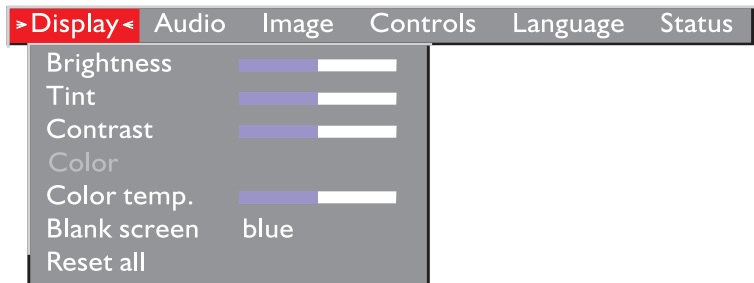 >Display< Audio Image Controls Language Status
Brightness
Tint
Contrast
Color
Color temp.
Blank screen blue
Reset all